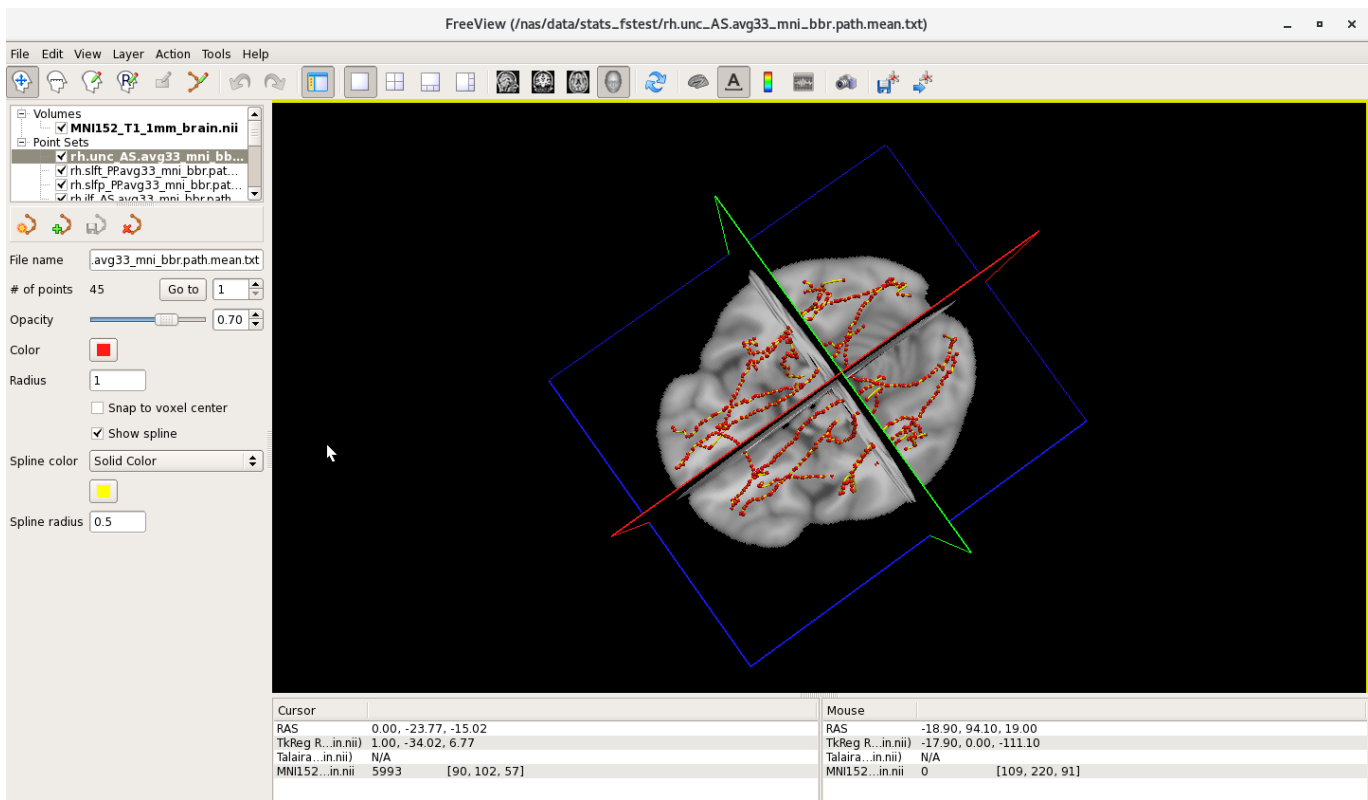 FreeView (/nas/data/stats_fstest/rh.unc_AS.avg33_mni_bbr.path.mean.txt)
File Edit View Layer Action Tools Help
Volumes
MNI152_T1_1mm_brain.nii
Point Sets
rh.unc_AS.avg33_mni_bb...
rh.slft_PP.avg33_mni_bbr.pat...
rh.slfp_PP.avg33_mni_bbr.pat...
rh.ilf_AS.avg33_mni_bbr.path
File name .avg33_mni_bbr.path.mean.txt
# of points 45 Go to 1
Opacity 0.70
Color
Radius 1
Snap to voxel center
Show spline
Spline color Solid Color
Spline radius 0.5
Cursor
RAS 0.00, -23.77, -15.02
TkReg R...in.nii) 1.00, -34.02, 6.77
Talaira...in.nii) N/A
MNI152...in.nii 5993 [90, 102, 57]
Mouse
RAS -18.90, 94.10, 19.00
TkReg R...in.nii) -17.90, 0.00, -111.10
Talaira...in.nii) N/A
MNI152...in.nii 0 [109, 220, 91]